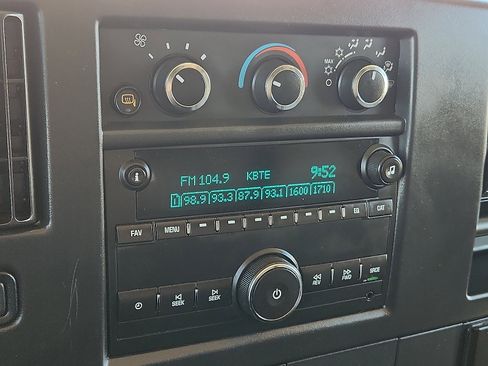 MAX
FM 104.9 KBTE 9:52
1 98.9 93.3 87.9 93.1 1600 1710
FAV MENU EQ CAT
SEEK SEEK REV FWD SRCE